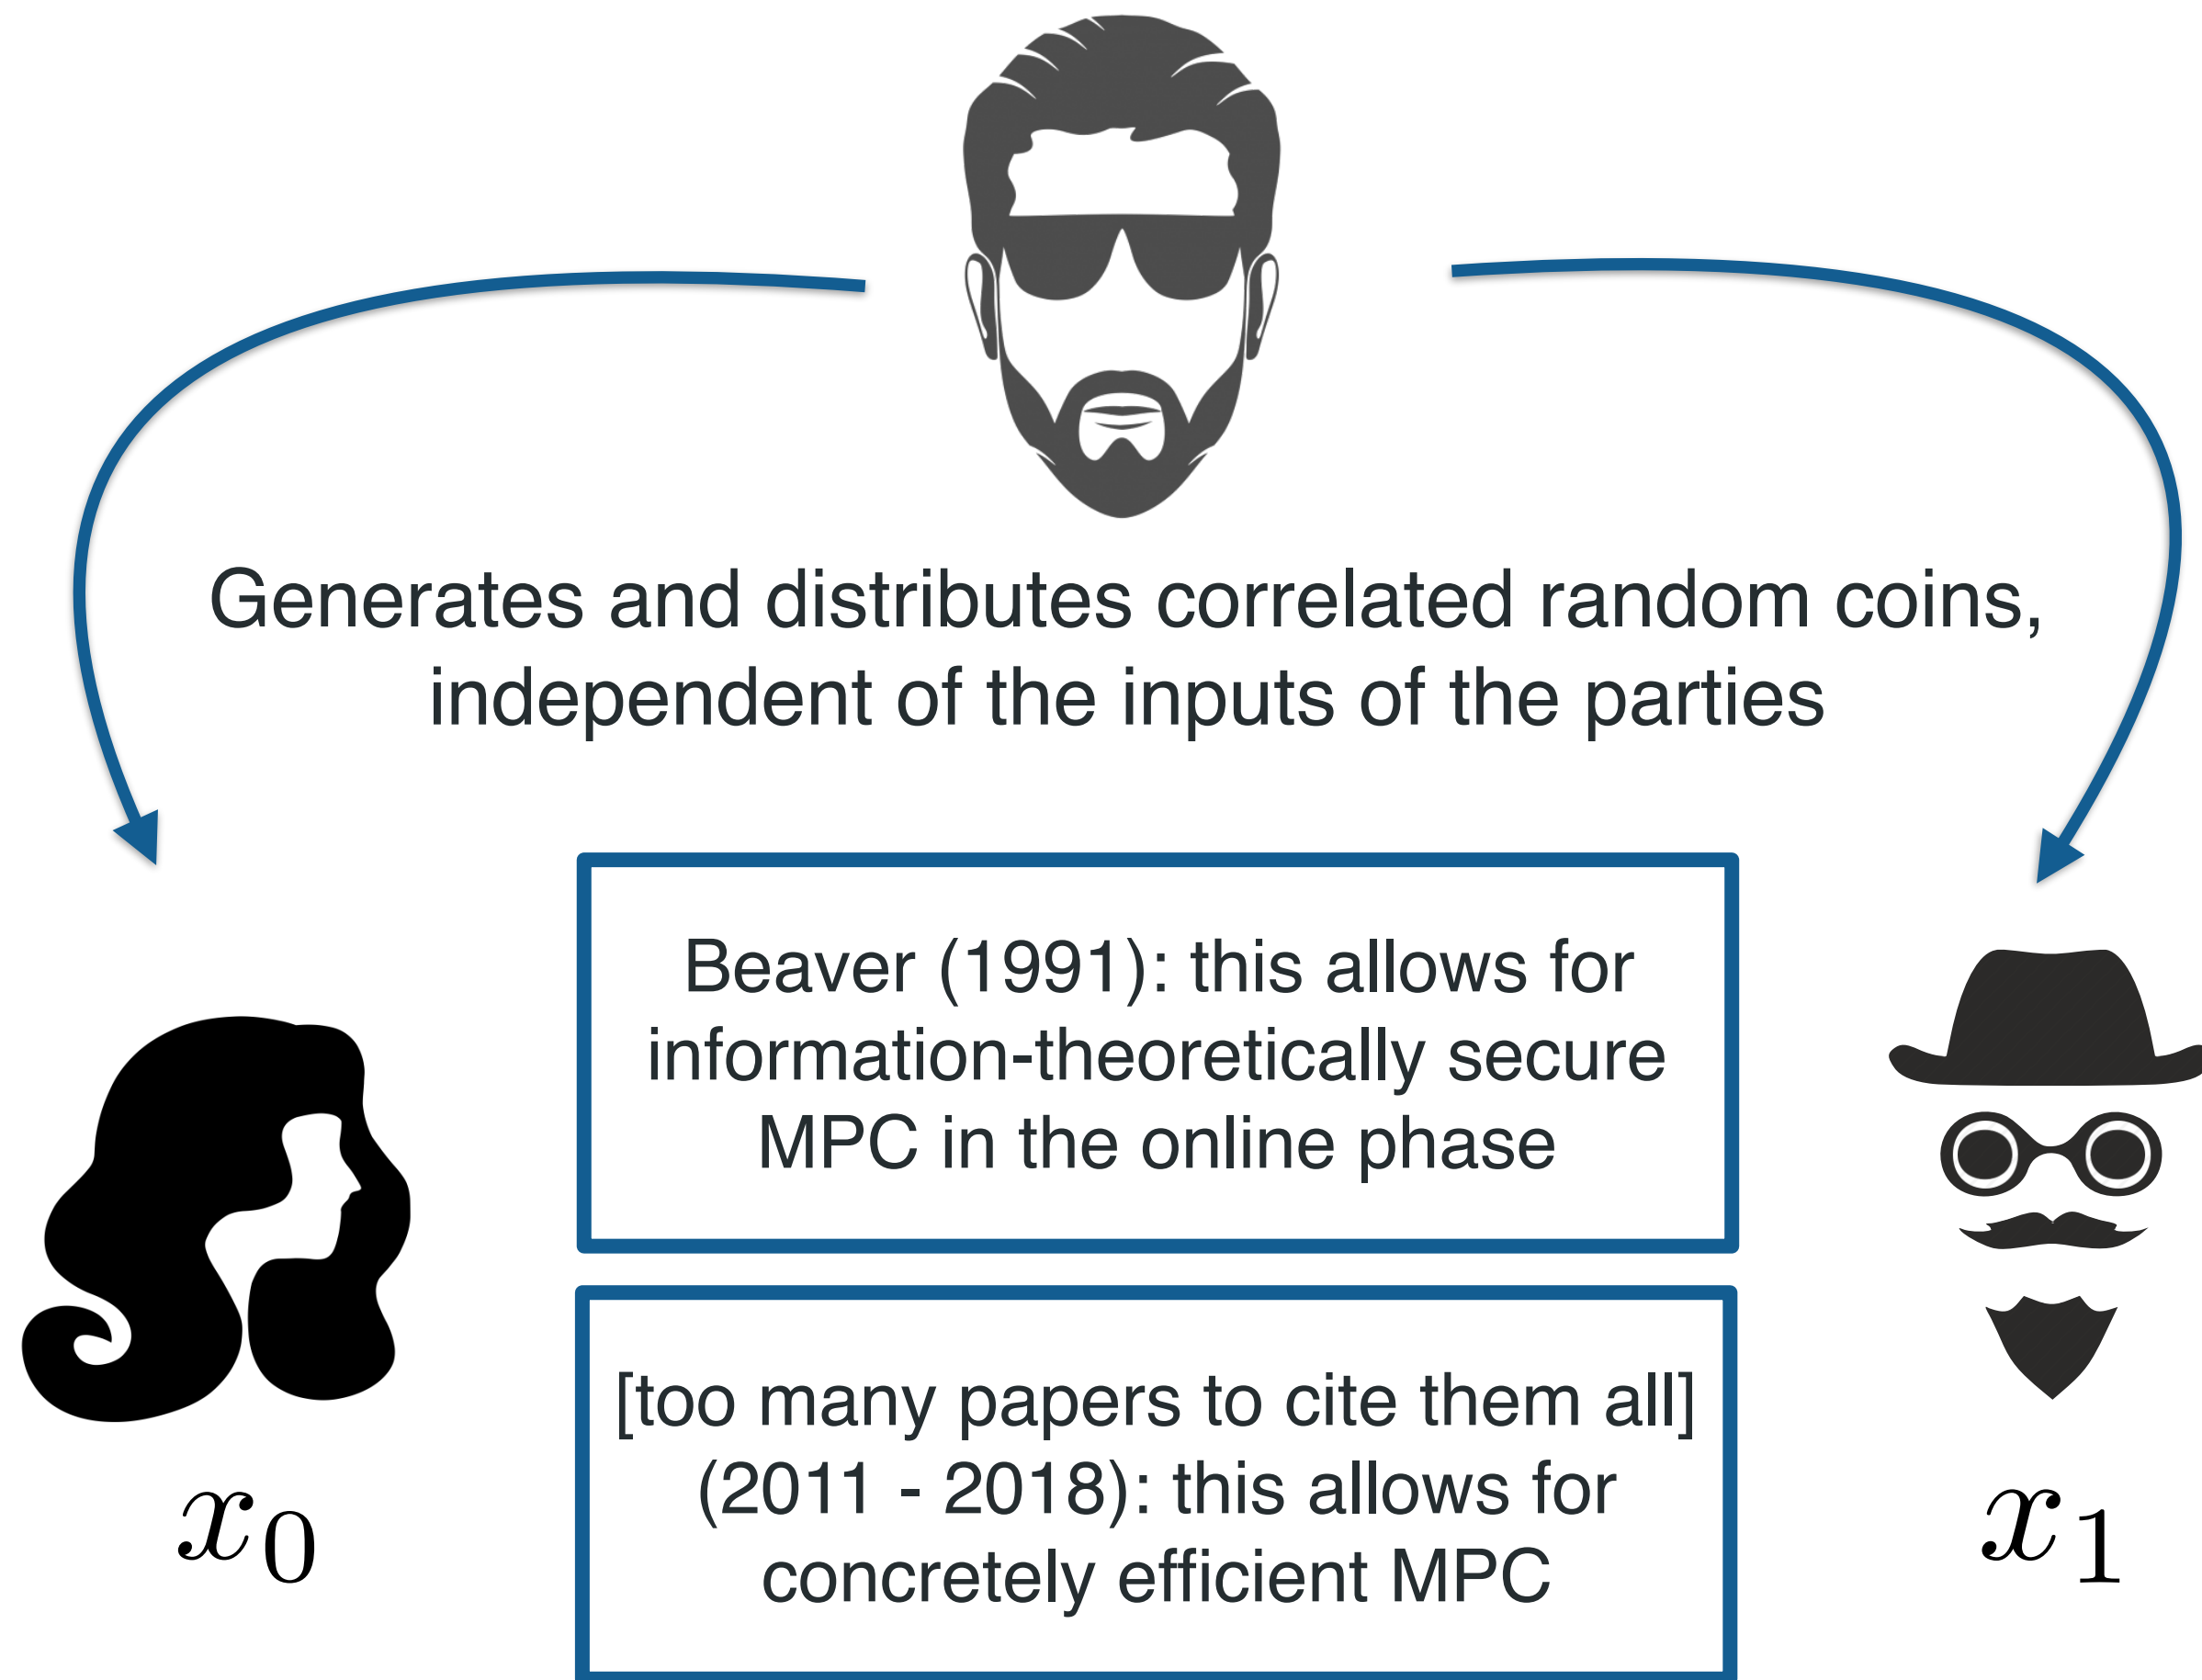 Generates and distributes correlated random coins,
independent of the inputs of the parties
Beaver (1991): this allows for
information-theoretically secure
MPC in the online phase
[too many papers to cite them all]
(2011 - 2018): this allows for
concretely efficient MPC
x₀
x₁